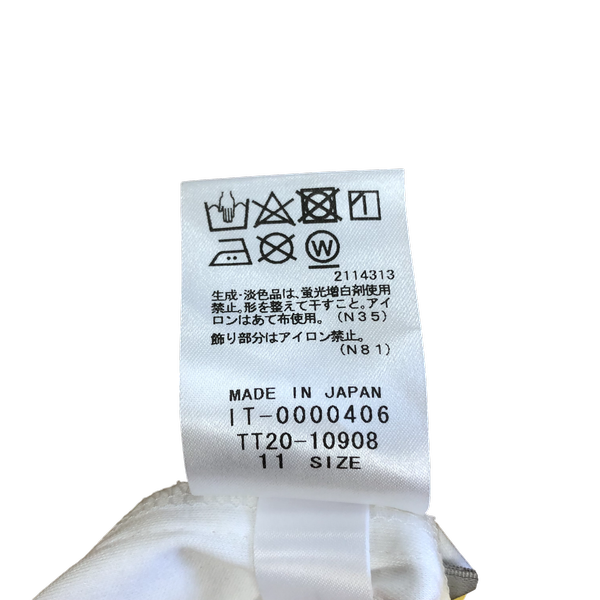 W
2114313
生成・淡色品は、蛍光増白剤使用
禁止。形を整えて干すこと。アイ
ロンはあて布使用。(N35)
飾り部分はアイロン禁止。
(N81)
MADE IN JAPAN
IT-0000406
TT20-10908
11 SIZE